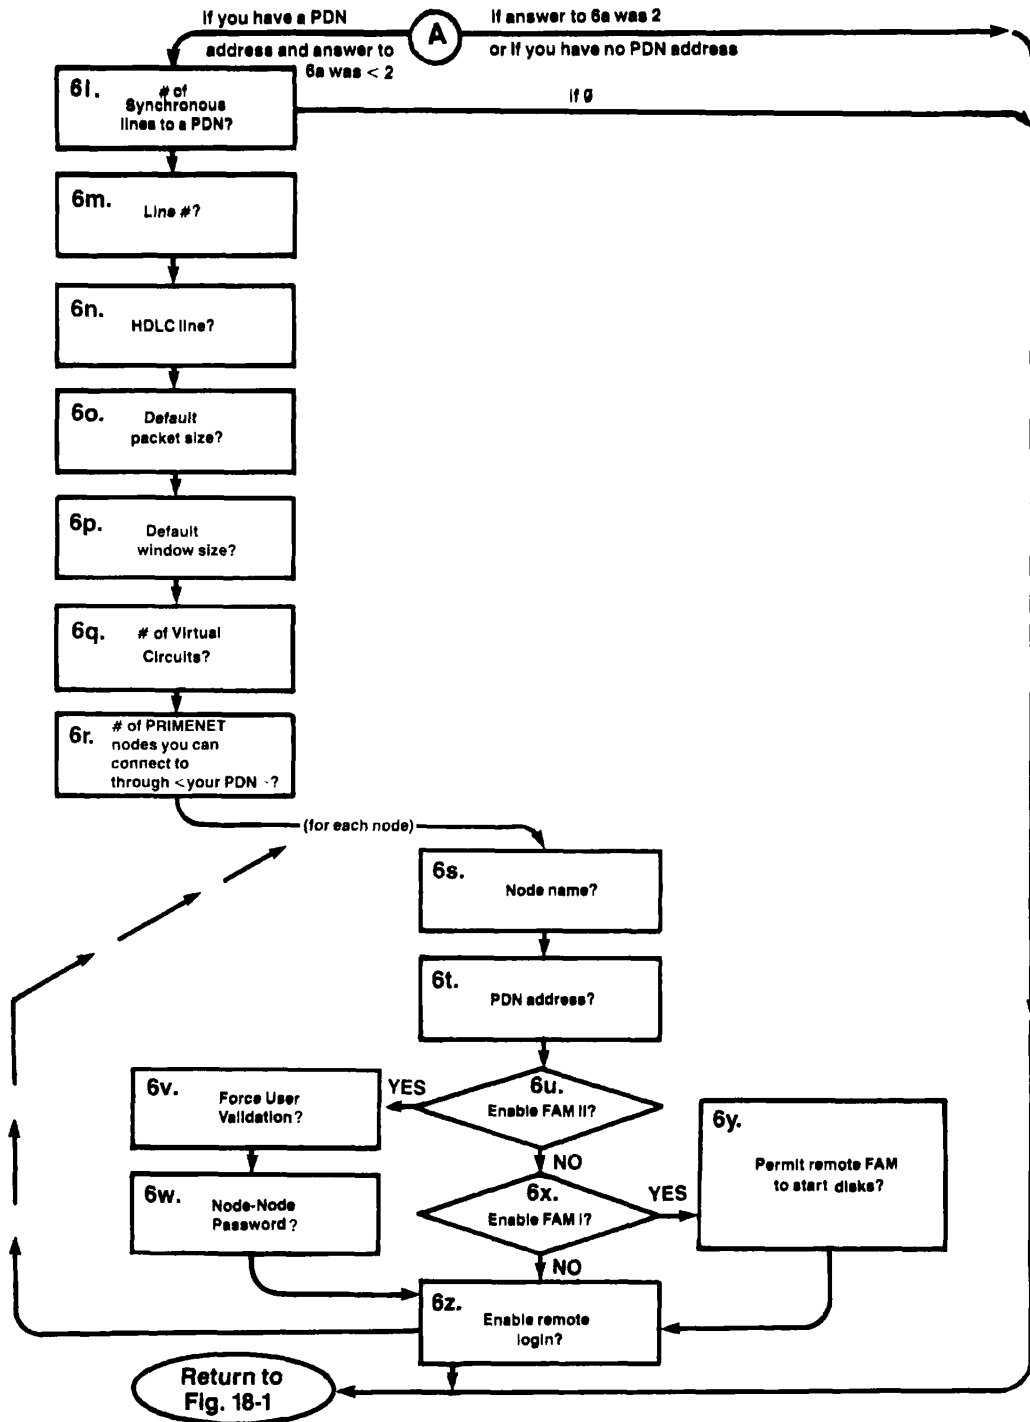 If you have a PDN
address and answer to
6a was < 2
A
If answer to 6a was 2
or if you have no PDN address
6l.
# of
Synchronous
lines to a PDN?
If 0
6m.
Line #?
6n.
HDLC line?
6o.
Default
packet size?
6p.
Default
window size?
6q.
# of Virtual
Circuits?
6r.
# of PRIMENET
nodes you can
connect to
through <your PDN >?
(for each node)
6s.
Node name?
6t.
PDN address?
6u.
Enable FAM II?
YES
NO
6v.
Force User
Validation?
6w.
Node-Node
Password?
6x.
Enable FAM I?
YES
NO
6y.
Permit remote FAM
to start disks?
6z.
Enable remote
login?
Return to
Fig. 18-1